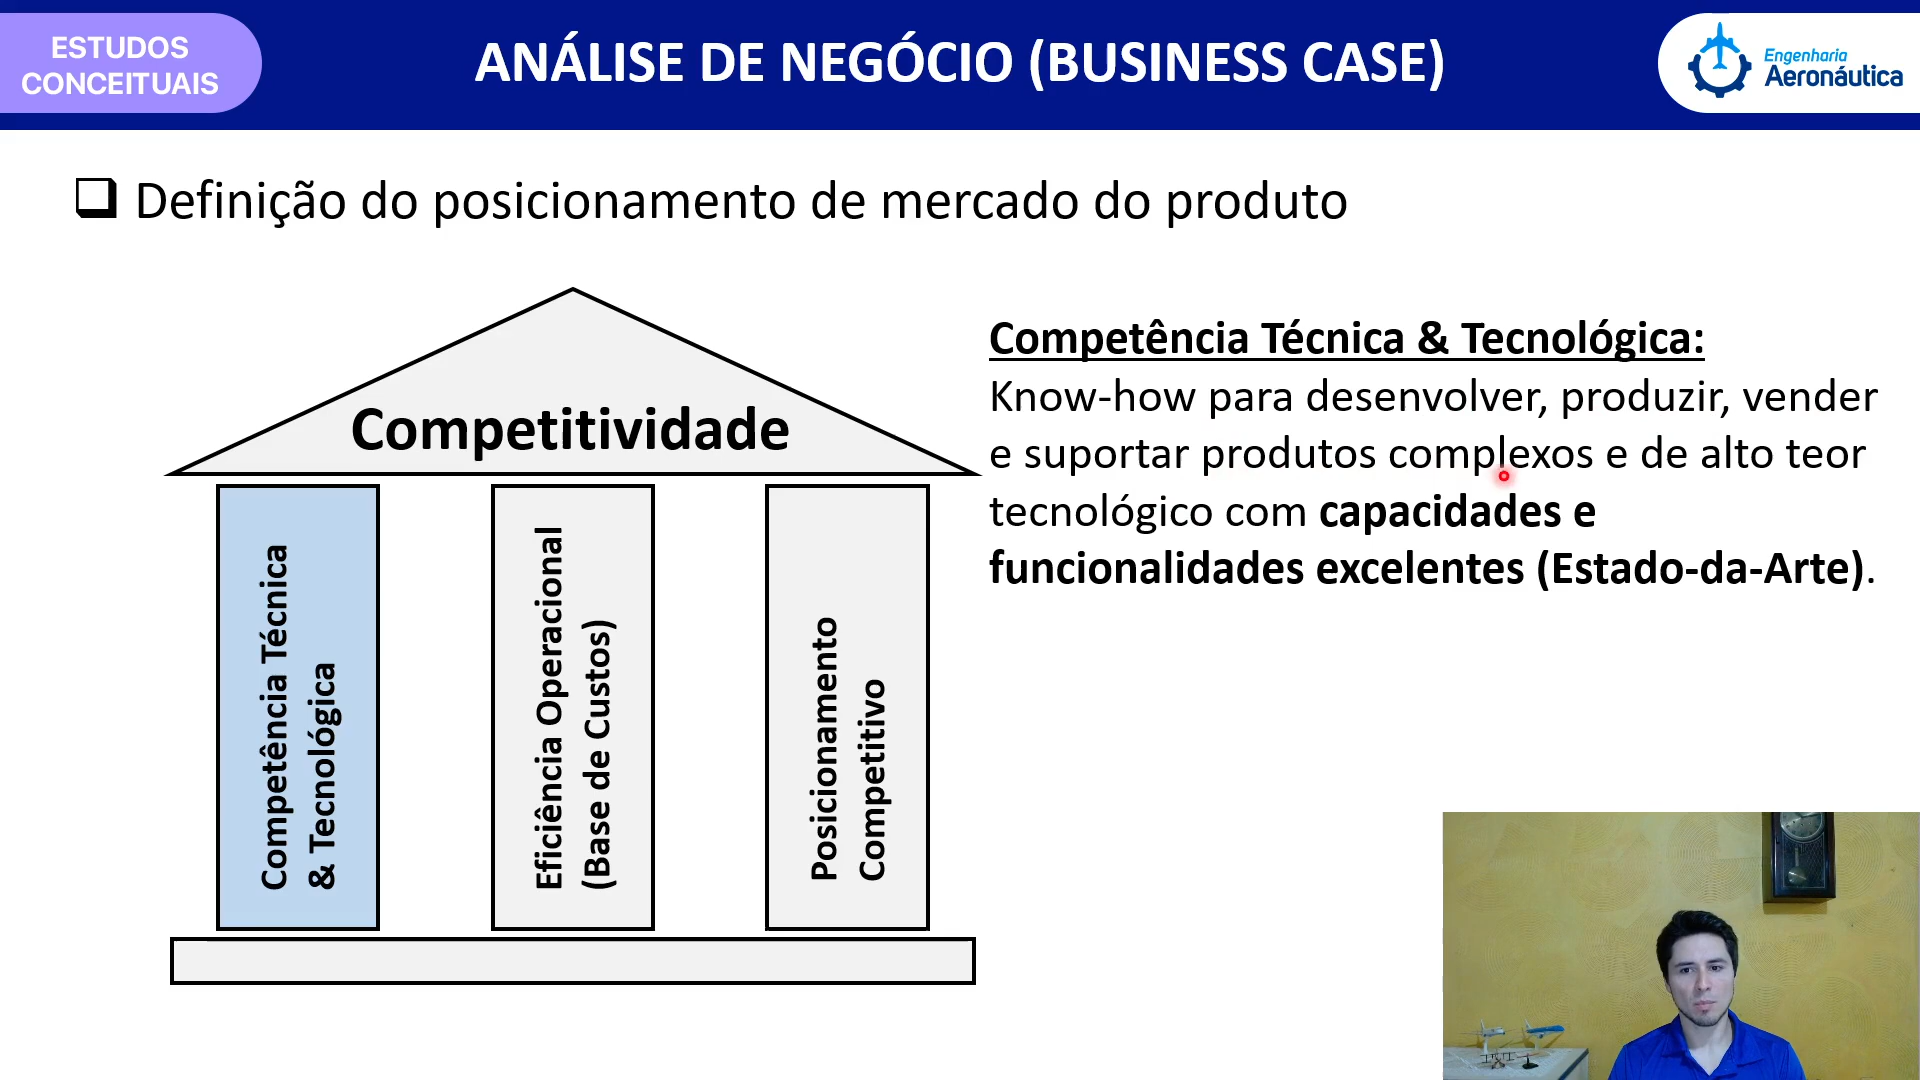 ESTUDOS
CONCEITUAIS
ANÁLISE DE NEGÓCIO (BUSINESS CASE)
Engenharia
Aeronáutica
Definição do posicionamento de mercado do produto
Competitividade
Competência Técnica
& Tecnológica
Eficiência Operacional
(Base de Custos)
Posicionamento
Competitivo
Competência Técnica & Tecnológica:
Know-how para desenvolver, produzir, vender
e suportar produtos complexos e de alto teor
tecnológico com capacidades e
funcionalidades excelentes (Estado-da-Arte).